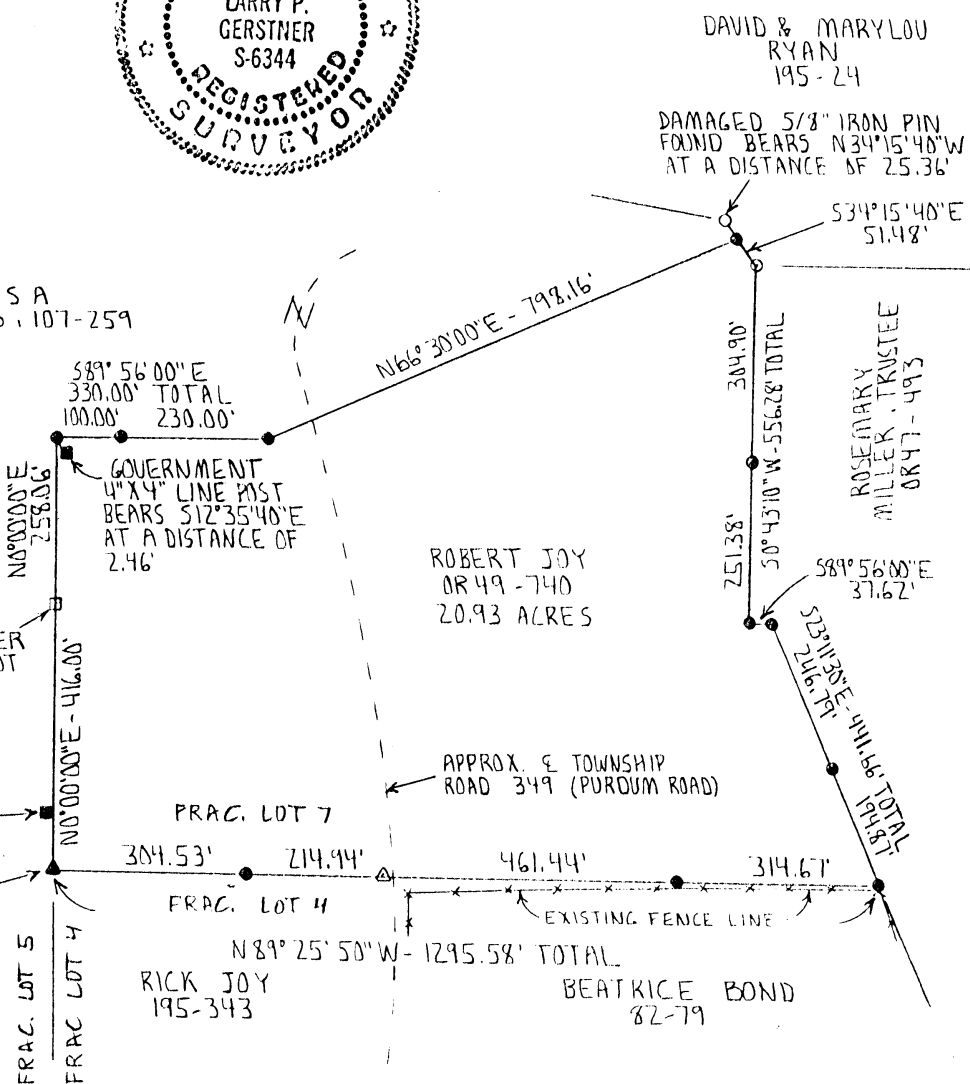 LARRY P.
GERSTNER
S-6344
REGISTERED
SURVEYOR
DAVID & MARYLOU
RYAN
195-24
DAMAGED 5/8" IRON PIN
FOUND BEARS N34°15'40"W
AT A DISTANCE OF 25.36'
S34°15'40"E
51.48'
S A
107-259
N66°30'00"E - 798.16'
S89°56'00"E
330.00' TOTAL
100.00' 230.00'
GOVERNMENT
4"X4" LINE POST
BEARS S12°35'40"E
AT A DISTANCE OF
2.46'
N0°00'00"E
258.06'
304.90'
S0°43'10"W-556.28' TOTAL
251.38'
ROSEMARY
MILLER, TRUSTEE
OR47-493
ROBERT JOY
OR49-740
20.93 ACRES
S89°56'00"E
37.62'
S23°11'30"E - 441.66' TOTAL
246.79'
194.87'
N0°00'00"E - 416.00'
APPROX. ℄ TOWNSHIP
ROAD 349 (PURDUM ROAD)
FRAC. LOT 7
304.53' 214.94' 461.44' 314.67'
FRAC. LOT 4
EXISTING FENCE LINE
N89°25'50"W - 1295.58' TOTAL
RICK JOY
195-343
BEATRICE BOND
82-79
FRAC. LOT 5
FRAC LOT 4